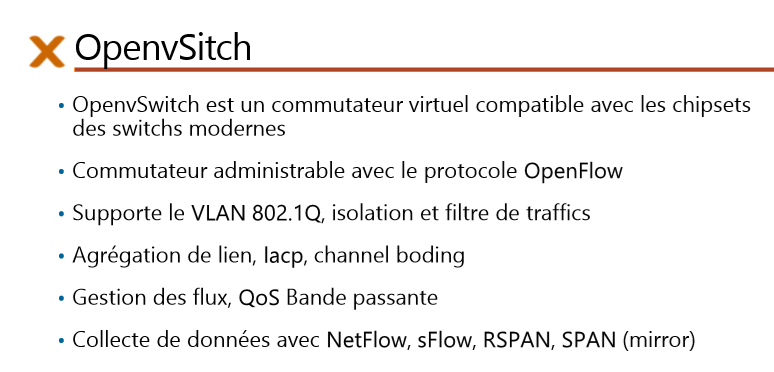 OpenvSitch
• OpenvSwitch est un commutateur virtuel compatible avec les chipsets
des switchs modernes
• Commutateur administrable avec le protocole OpenFlow
• Supporte le VLAN 802.1Q, isolation et filtre de traffics
• Agrégation de lien, lacp, channel boding
• Gestion des flux, QoS Bande passante
• Collecte de données avec NetFlow, sFlow, RSPAN, SPAN (mirror)